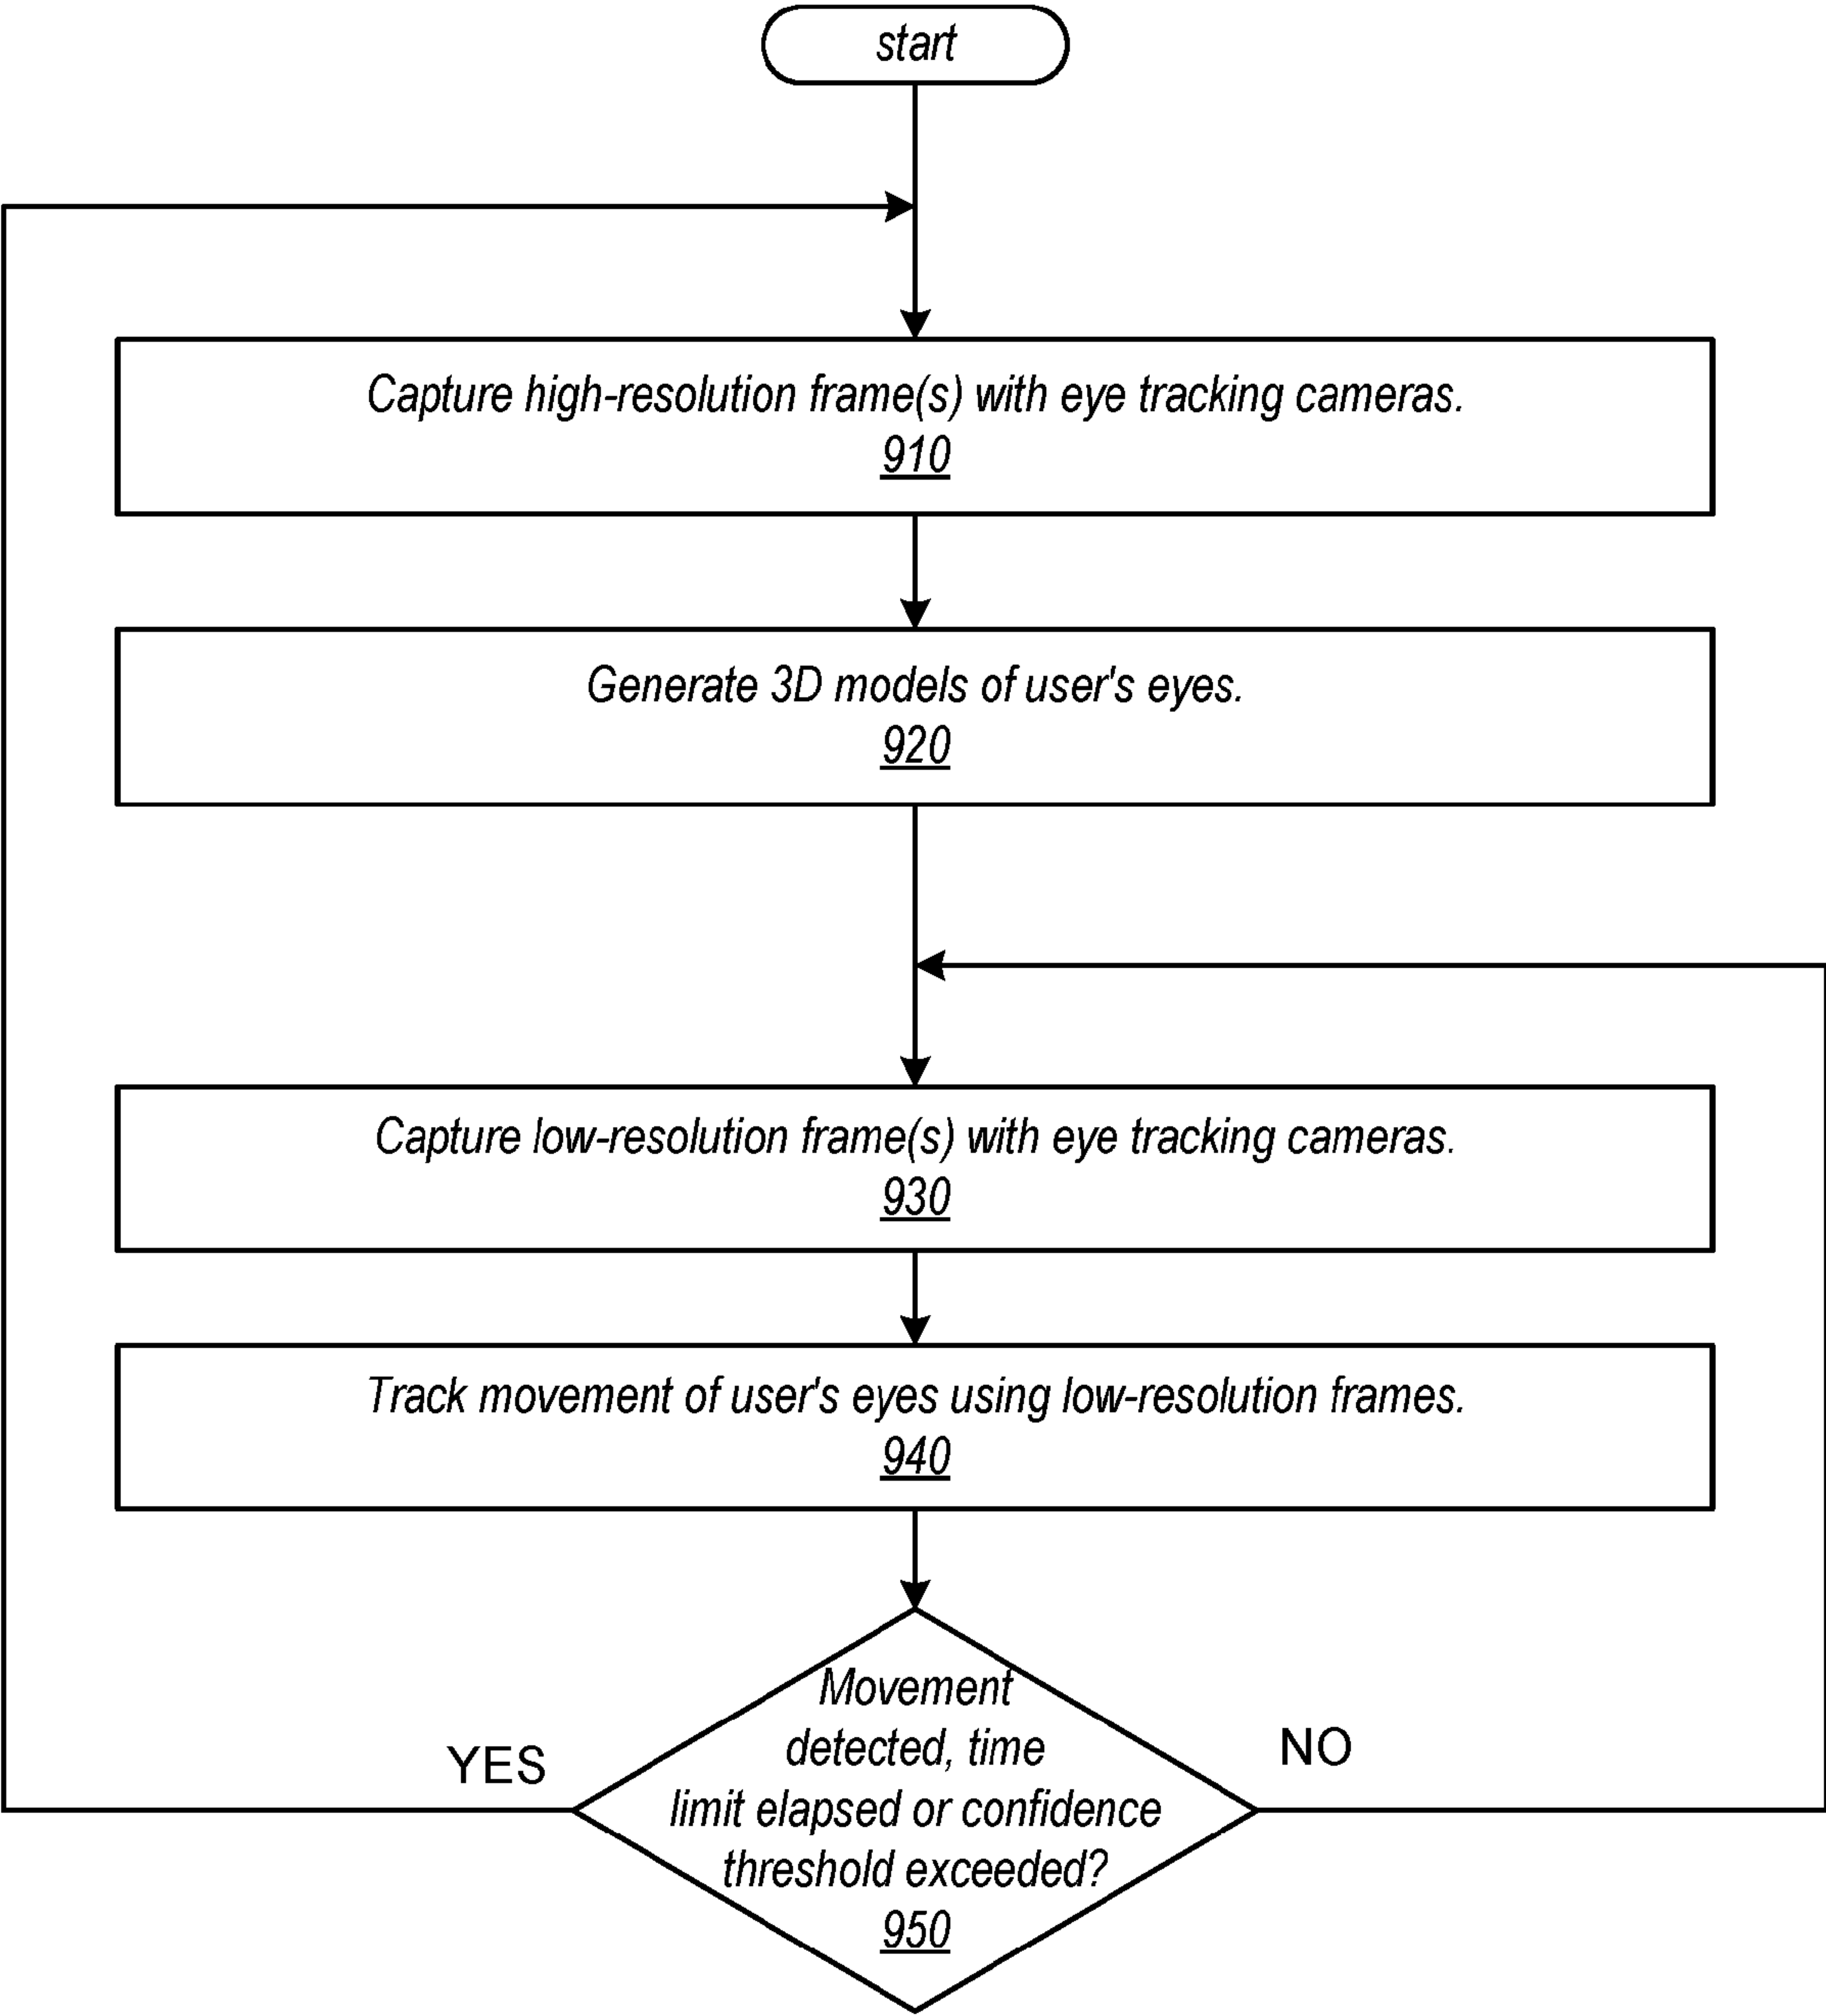 start
Capture high-resolution frame(s) with eye tracking cameras.
910
Generate 3D models of user's eyes.
920
Capture low-resolution frame(s) with eye tracking cameras.
930
Track movement of user's eyes using low-resolution frames.
940
Movement
detected, time
limit elapsed or confidence
threshold exceeded?
950
YES
NO